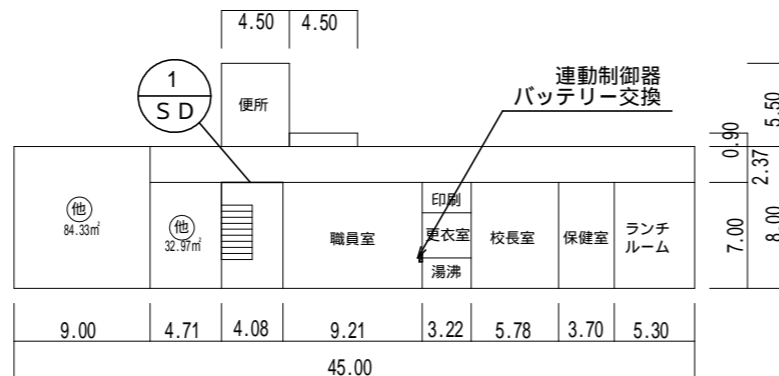 4.50 4.50
1
SD
便所
連動制御器
バッテリー交換
5.50
0.90
2.37
7.00
8.00
他
84.33㎡
他
32.97㎡
職員室
印刷
更衣室
湯沸
校長室
保健室
ランチ
ルーム
9.00 4.71 4.08 9.21 3.22 5.78 3.70 5.30
45.00